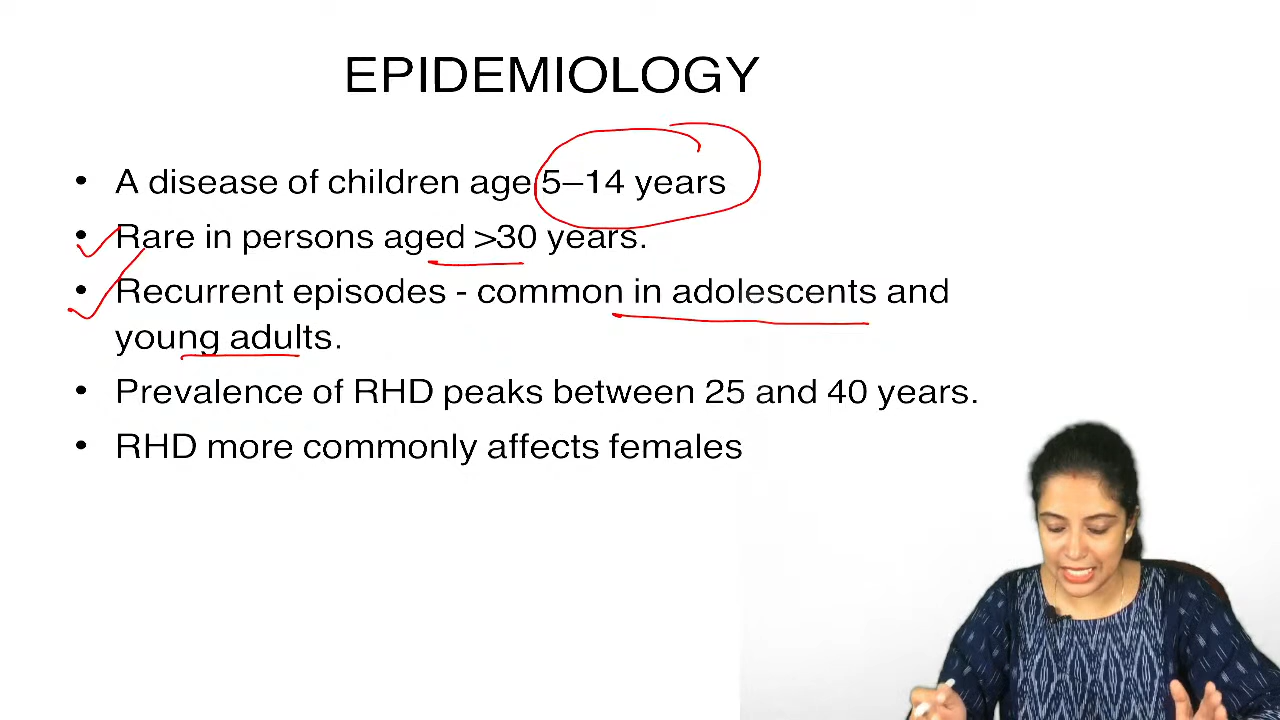 EPIDEMIOLOGY
• A disease of children age 5–14 years
• Rare in persons aged >30 years.
• Recurrent episodes - common in adolescents and
young adults.
• Prevalence of RHD peaks between 25 and 40 years.
• RHD more commonly affects females